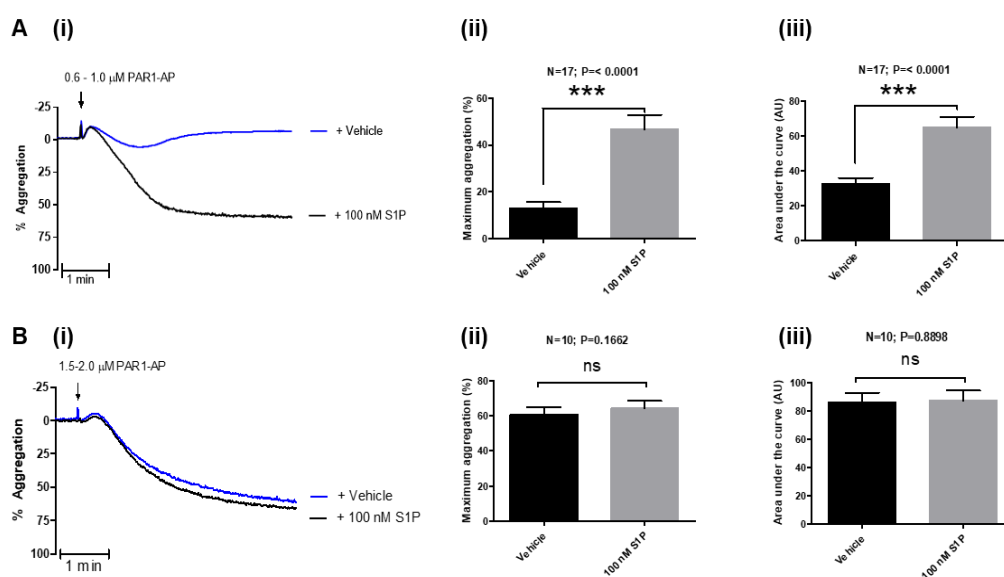 A (i)
0.6 - 1.0 µM PAR1-AP
-25
0
25
50
75
100
% Aggregation
1 min
+ Vehicle
+ 100 nM S1P
(ii)
N=17; P=< 0.0001
***
60
40
20
0
Maximum aggregation (%)
Vehicle
100 nM S1P
(iii)
N=17; P=< 0.0001
***
80
60
40
20
0
Area under the curve (AU)
Vehicle
100 nM S1P
B (i)
1.5-2.0 µM PAR1-AP
-25
0
25
50
75
100
% Aggregation
1 min
+ Vehicle
+ 100 nM S1P
(ii)
N=10; P=0.1662
ns
80
60
40
20
0
Maximum aggregation (%)
Vehicle
100 nM S1P
(iii)
N=10; P=0.8898
ns
100
80
60
40
20
0
Area under the curve (AU)
Vehicle
100 nM S1P